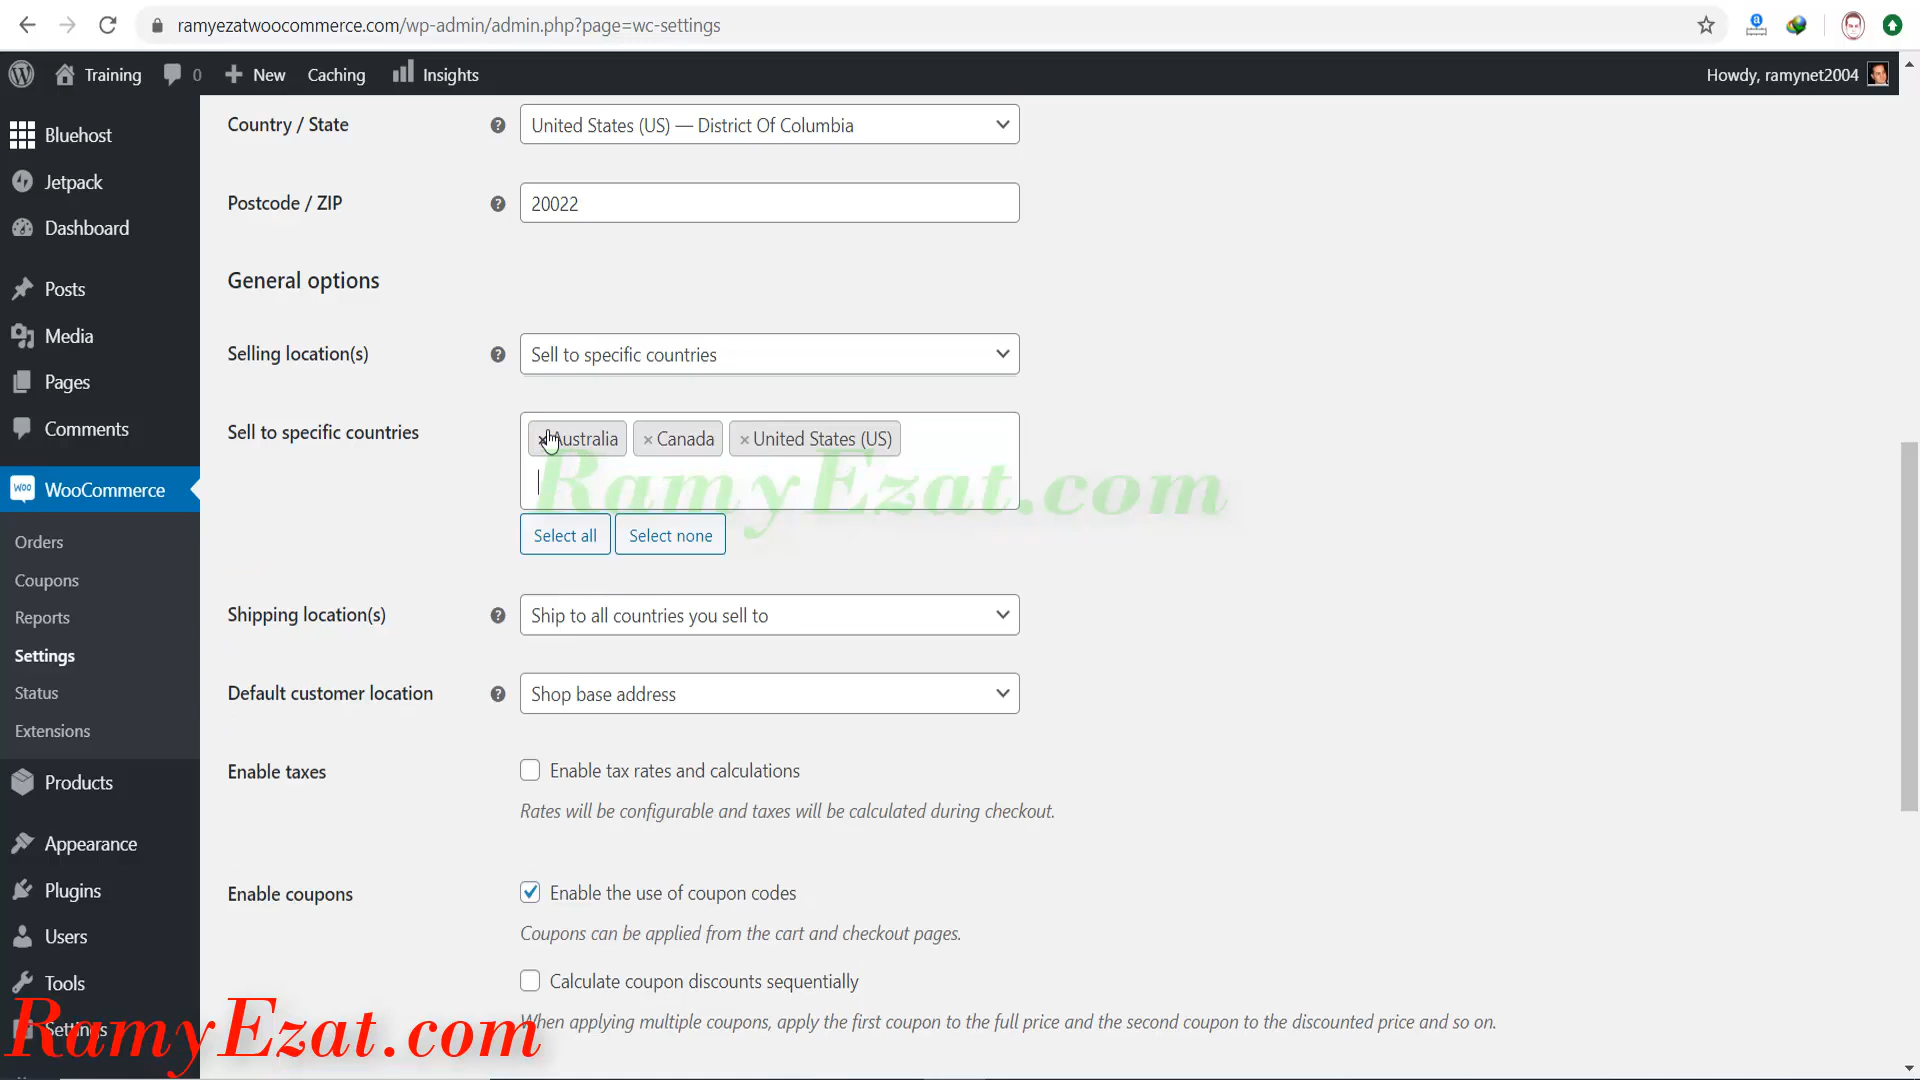 ramyezatwoocommerce.com/wp-admin/admin.php?page=wc-settings
Training 0 New Caching Insights Howdy, ramynet2004
Bluehost
Jetpack
Dashboard
Posts
Media
Pages
Comments
WooCommerce
Orders
Coupons
Reports
Settings
Status
Extensions
Products
Appearance
Plugins
Users
Tools
Settings
Country / State
United States (US) — District Of Columbia
Postcode / ZIP
20022
General options
Selling location(s)
Sell to specific countries
Sell to specific countries
× Australia × Canada × United States (US)
RamyEzat.com
Select all Select none
Shipping location(s)
Ship to all countries you sell to
Default customer location
Shop base address
Enable taxes
Enable tax rates and calculations
Rates will be configurable and taxes will be calculated during checkout.
Enable coupons
Enable the use of coupon codes
Coupons can be applied from the cart and checkout pages.
Calculate coupon discounts sequentially
When applying multiple coupons, apply the first coupon to the full price and the second coupon to the discounted price and so on.
RamyEzat.com